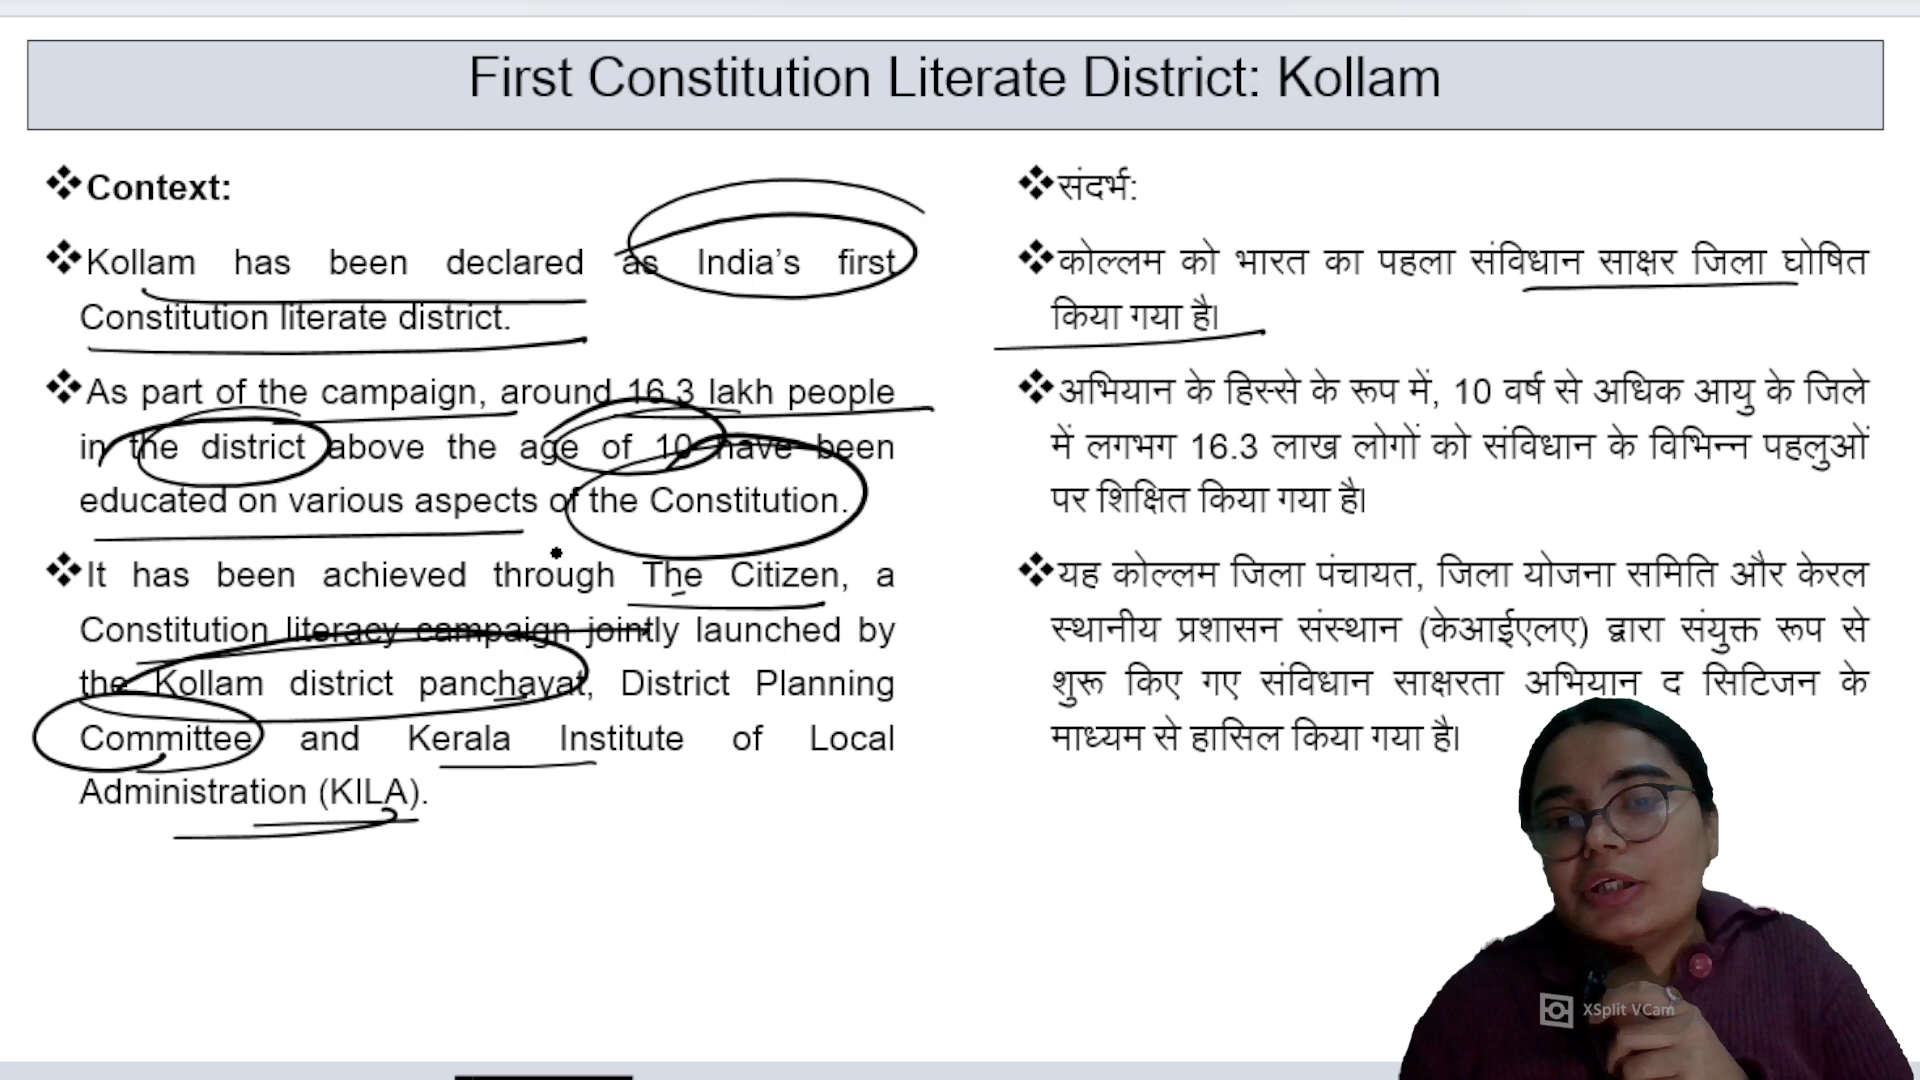 First Constitution Literate District: Kollam
❖Context:
❖Kollam has been declared as India’s first
Constitution literate district.
❖As part of the campaign, around 16.3 lakh people
in the district above the age of 10 have been
educated on various aspects of the Constitution.
❖It has been achieved through The Citizen, a
Constitution literacy campaign jointly launched by
the Kollam district panchayat, District Planning
Committee and Kerala Institute of Local
Administration (KILA).
❖संदर्भ:
❖कोल्लम को भारत का पहला संविधान साक्षर जिला घोषित
किया गया है।
❖अभियान के हिस्से के रूप में, 10 वर्ष से अधिक आयु के जिले
में लगभग 16.3 लाख लोगों को संविधान के विभिन्न पहलुओं
पर शिक्षित किया गया है।
❖यह कोल्लम जिला पंचायत, जिला योजना समिति और केरल
स्थानीय प्रशासन संस्थान (केआईएलए) द्वारा संयुक्त रूप से
शुरू किए गए संविधान साक्षरता अभियान द सिटिजन के
माध्यम से हासिल किया गया है।
XSplit VCam